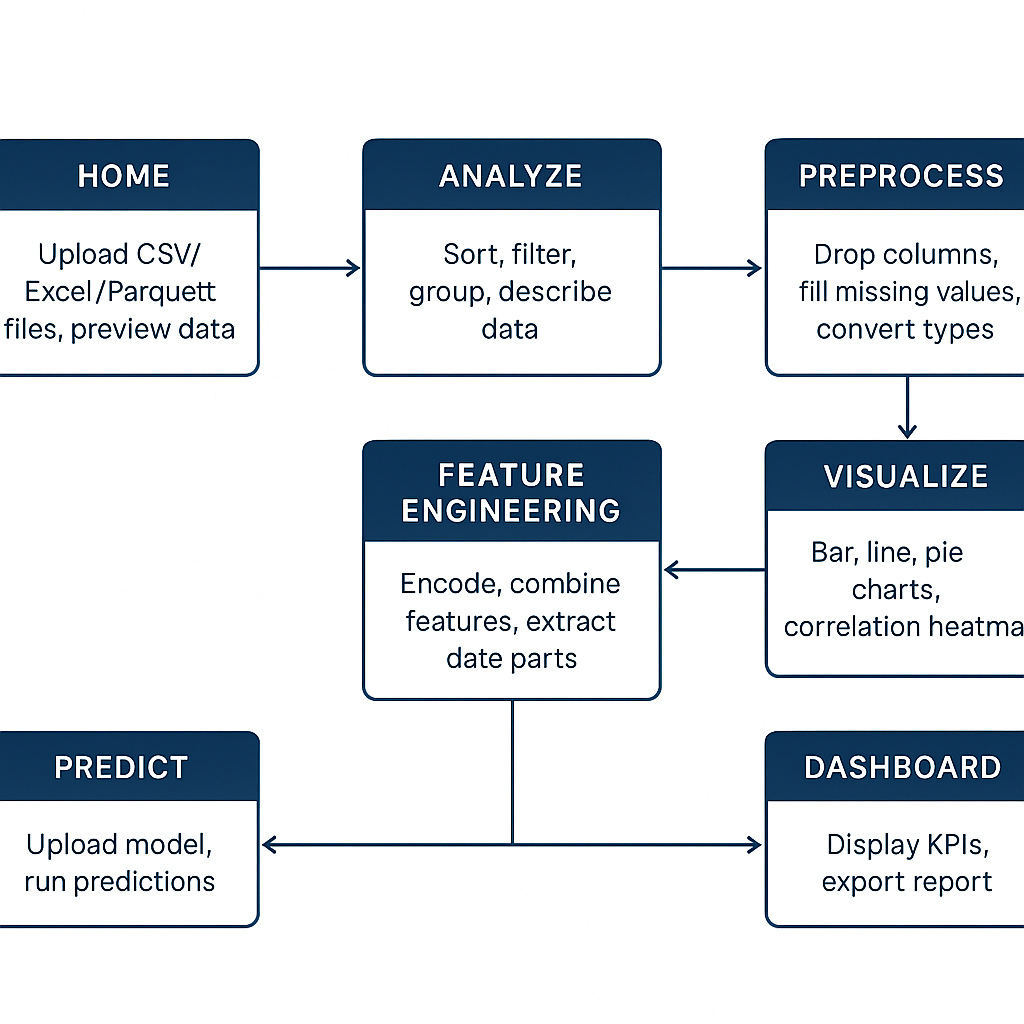 HOME
Upload CSV/
Excel/Parquett
files, preview data
ANALYZE
Sort, filter,
group, describe
data
PREPROCESS
Drop columns,
fill missing values,
convert types
FEATURE
ENGINEERING
Encode, combine
features, extract
date parts
VISUALIZE
Bar, line, pie
charts,
correlation heatma
PREDICT
Upload model,
run predictions
DASHBOARD
Display KPIs,
export report